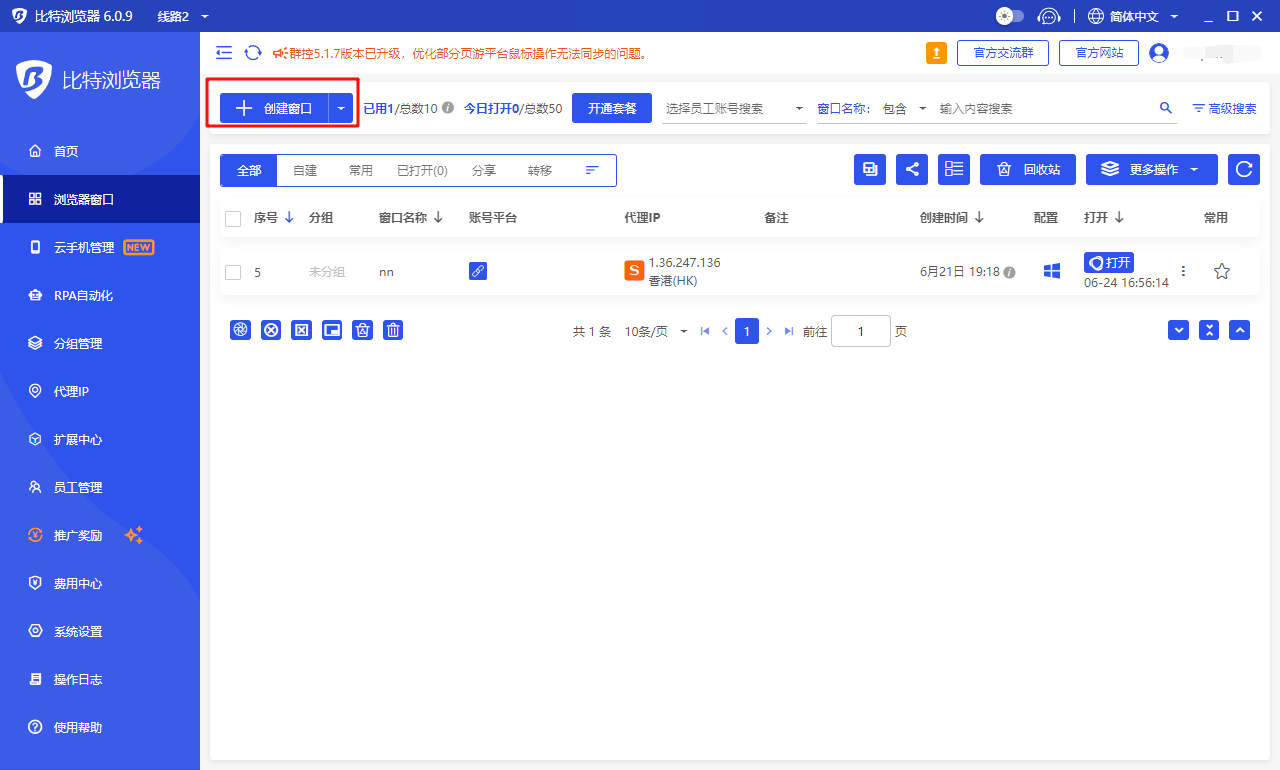 比特浏览器 6.0.9 线路2 简体中文
比特浏览器
首页
浏览器窗口
云手机管理 NEW
RPA自动化
分组管理
代理IP
扩展中心
员工管理
推广奖励
费用中心
系统设置
操作日志
使用帮助
群控5.1.7版本已升级，优化部分页游平台鼠标操作无法同步的问题。 官方交流群 官方网站
创建窗口 已用1/总数10 今日打开0/总数50 开通套餐 选择员工账号搜索 窗口名称: 包含 输入内容搜索 高级搜索
全部 自建 常用 已打开(0) 分享 转移 回收站 更多操作
序号 分组 窗口名称 账号平台 代理IP 备注 创建时间 配置 打开 常用
5 未分组 nn S 1.36.247.136 香港(HK) 6月21日 19:18 打开 06-24 16:56:14
共 1 条 10条/页 1 前往 1 页